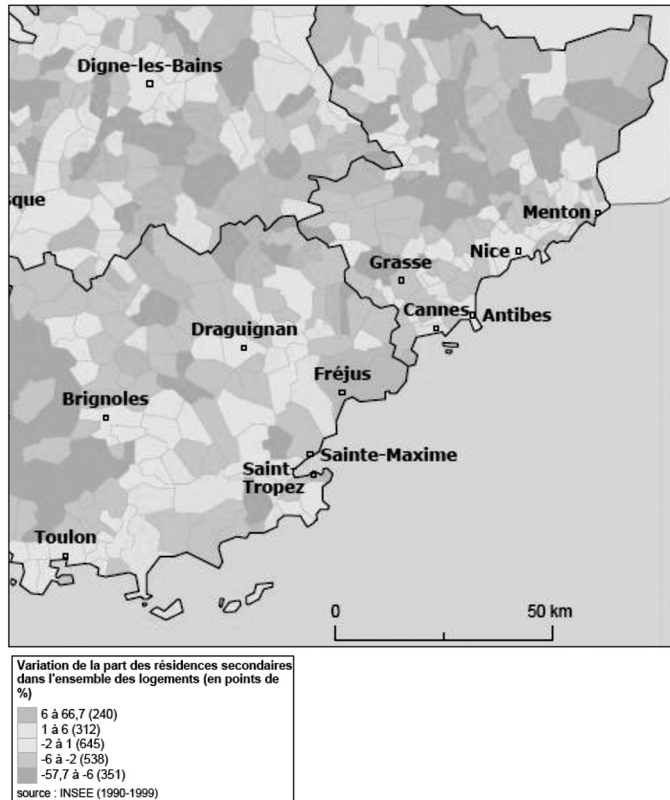 Digne-les-Bains
sque
Menton
Nice
Grasse
Cannes
Antibes
Draguignan
Fréjus
Brignoles
Sainte-Maxime
Saint-
Tropez
Toulon
0 50 km
Variation de la part des résidences secondaires
dans l'ensemble des logements (en points de
%)
6 à 66,7 (240)
1 à 6 (312)
-2 à 1 (645)
-6 à -2 (538)
-57,7 à -6 (351)
source : INSEE (1990-1999)